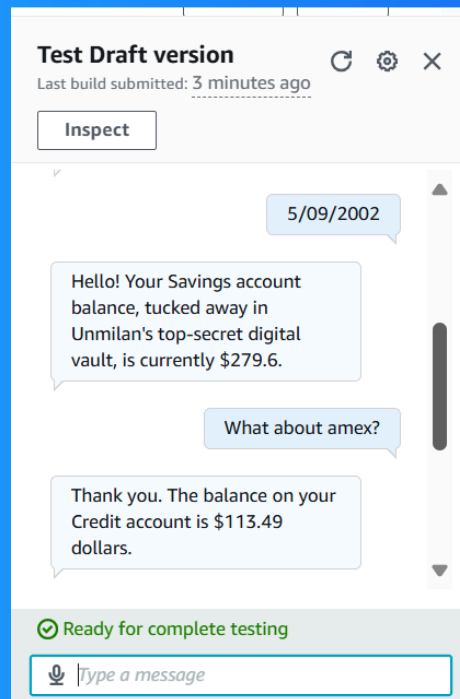 Test Draft version
Last build submitted: 3 minutes ago
Inspect
5/09/2002
Hello! Your Savings account
balance, tucked away in
Unmilan's top-secret digital
vault, is currently $279.6.
What about amex?
Thank you. The balance on your
Credit account is $113.49
dollars.
Ready for complete testing
Type a message